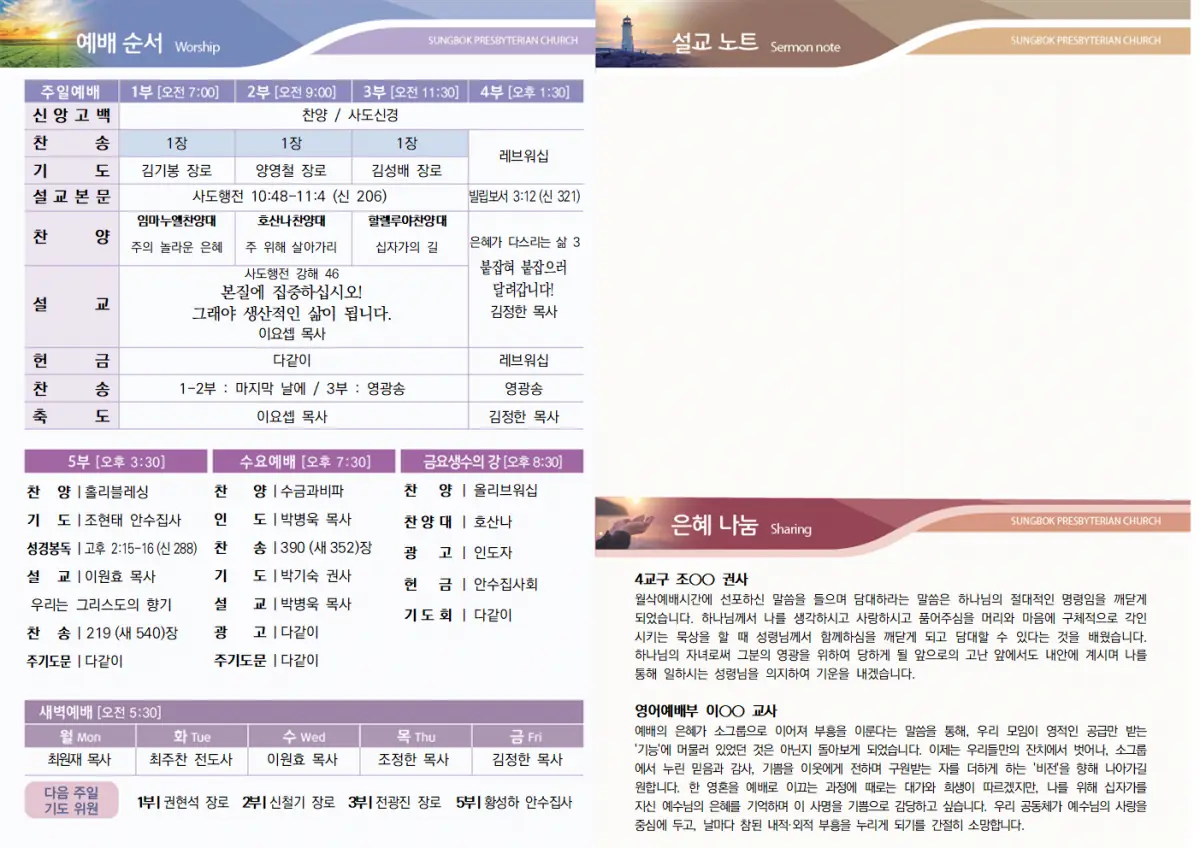 예배 순서 Worship
SUNGBOK PRESBYTERIAN CHURCH
주일예배 1부 [오전 7:00] 2부 [오전 9:00] 3부 [오전 11:30] 4부 [오후 1:30]
신앙고백 찬양 / 사도신경
찬 송 1장 1장 1장
레브워십
기 도 김기봉 장로 양영철 장로 김성배 장로
설교본문 사도행전 10:48-11:4 (신 206) 빌립보서 3:12 (신 321)
찬 양
임마누엘찬양대 호산나찬양대 할렐루야찬양대
주의 놀라운 은혜 주 위해 살아가리 십자가의 길
설 교
사도행전 강해 46
본질에 집중하십시오!
그래야 생산적인 삶이 됩니다.
이요셉 목사
은혜가 다스리는 삶 3
붙잡혀 붙잡으러
달려갑니다!
김정한 목사
헌 금 다같이 레브워십
찬 송 1-2부 : 마지막 날에 / 3부 : 영광송 영광송
축 도 이요셉 목사 김정한 목사
5부 [오후 3:30]
찬 양 | 홀리블레싱
기 도 | 조현태 안수집사
성경봉독 | 고후 2:15-16 (신 288)
설 교 | 이원효 목사
우리는 그리스도의 향기
찬 송 | 219 (새 540)장
주기도문 | 다같이
수요예배 [오후 7:30]
찬 양 | 수금과비파
인 도 | 박병욱 목사
찬 송 | 390 (새 352)장
기 도 | 박기숙 권사
설 교 | 박병욱 목사
광 고 | 다같이
주기도문 | 다같이
금요생수의 강 [오후 8:30]
찬 양 | 올리브워십
찬양대 | 호산나
광 고 | 인도자
헌 금 | 안수집사회
기도회 | 다같이
새벽예배 [오전 5:30]
월 Mon 화 Tue 수 Wed 목 Thu 금 Fri
최원재 목사 최주찬 전도사 이원효 목사 조정한 목사 김정한 목사
다음 주일
기도 위원
1부 | 권현석 장로 2부 | 신철기 장로 3부 | 전광진 장로 5부 | 황성하 안수집사
설교 노트 Sermon note
SUNGBOK PRESBYTERIAN CHURCH
은혜 나눔 Sharing
SUNGBOK PRESBYTERIAN CHURCH
4교구 조○○ 권사
월삭예배시간에 선포하신 말씀을 들으며 담대하라는 말씀은 하나님의 절대적인 명령임을 깨닫게
되었습니다. 하나님께서 나를 생각하시고 사랑하시고 품어주심을 머리와 마음에 구체적으로 각인
시키는 묵상을 할 때 성령님께서 함께하심을 깨닫게 되고 담대할 수 있다는 것을 배웠습니다.
하나님의 자녀로써 그분의 영광을 위하여 당하게 될 앞으로의 고난 앞에서도 내안에 계시며 나를
통해 일하시는 성령님을 의지하여 기운을 내겠습니다.
영어예배부 이○○ 교사
예배의 은혜가 소그룹으로 이어져 부흥을 이룬다는 말씀을 통해, 우리 모임이 영적인 공급만 받는
'기능'에 머물러 있었던 것은 아닌지 돌아보게 되었습니다. 이제는 우리들만의 잔치에서 벗어나, 소그룹
에서 누린 믿음과 감사, 기쁨을 이웃에게 전하며 구원받는 자를 더하게 하는 '비전'을 향해 나아가길
원합니다. 한 영혼을 예배로 이끄는 과정에 때로는 대가와 희생이 따르겠지만, 나를 위해 십자가를
지신 예수님의 은혜를 기억하며 이 사명을 기쁨으로 감당하고 싶습니다. 우리 공동체가 예수님의 사랑을
중심에 두고, 날마다 참된 내적·외적 부흥을 누리게 되기를 간절히 소망합니다.